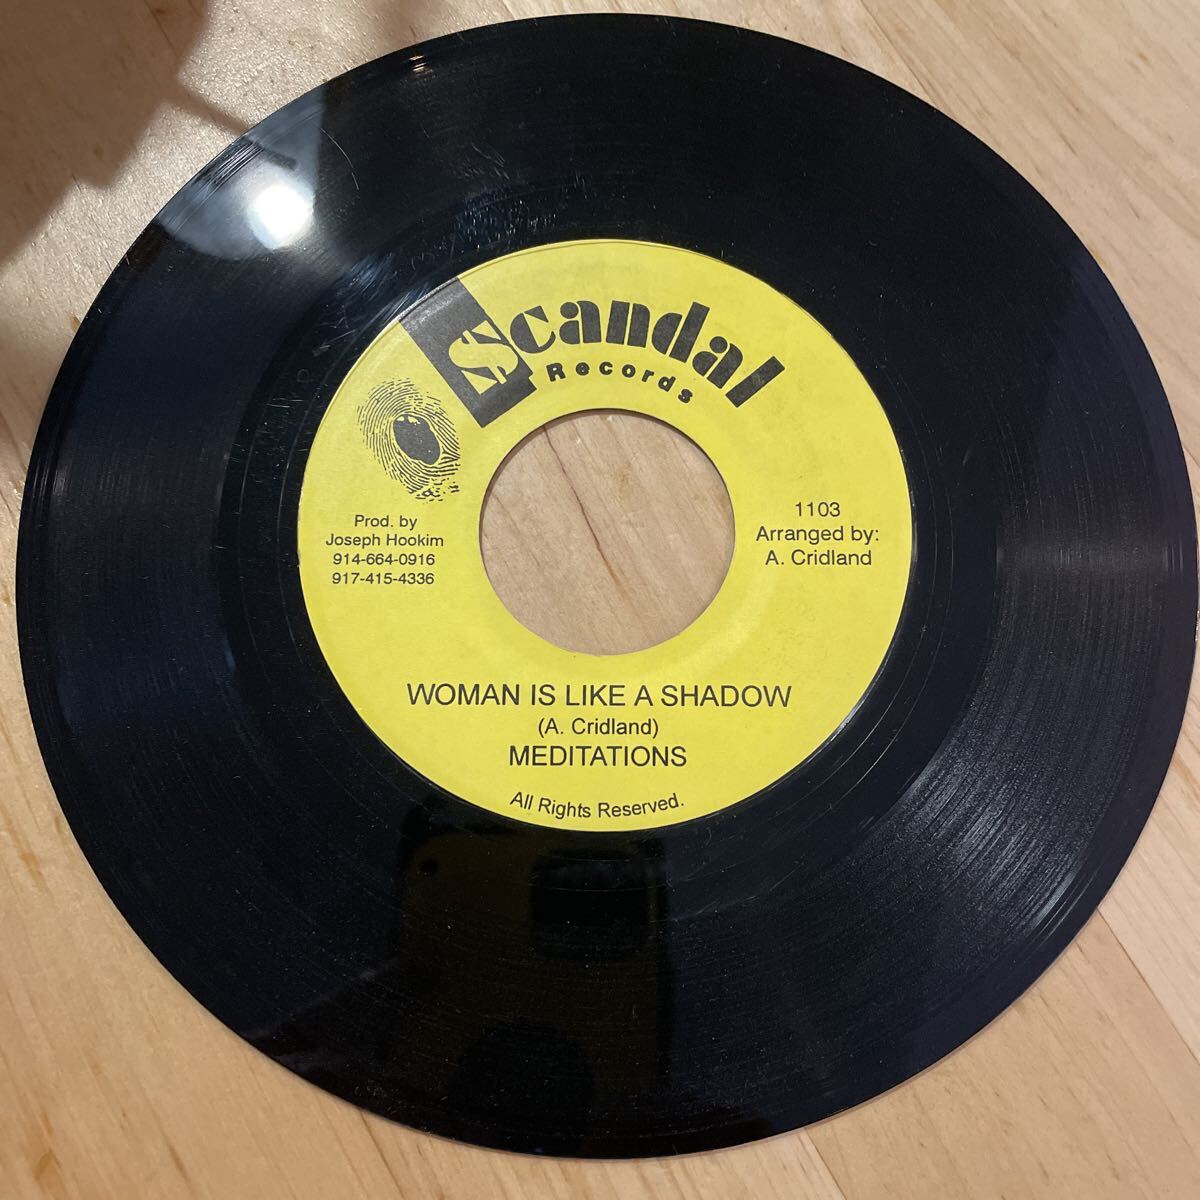 $candal
Records
Prod. by
Joseph Hookim
914-664-0916
917-415-4336
1103
Arranged by:
A. Cridland
WOMAN IS LIKE A SHADOW
(A. Cridland)
MEDITATIONS
All Rights Reserved.